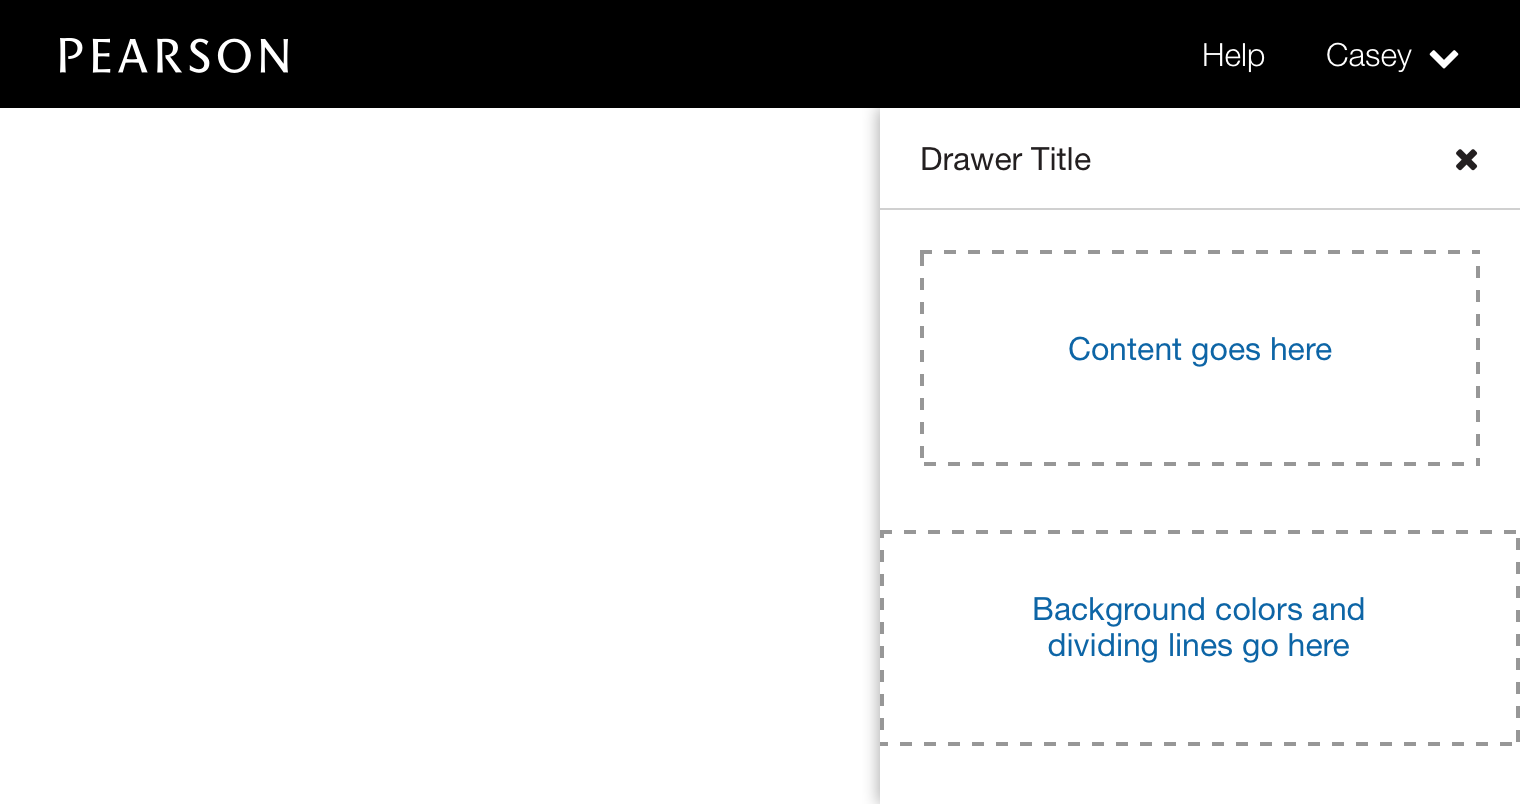 PEARSON
Help
Casey
Drawer Title
Content goes here
Background colors and
dividing lines go here